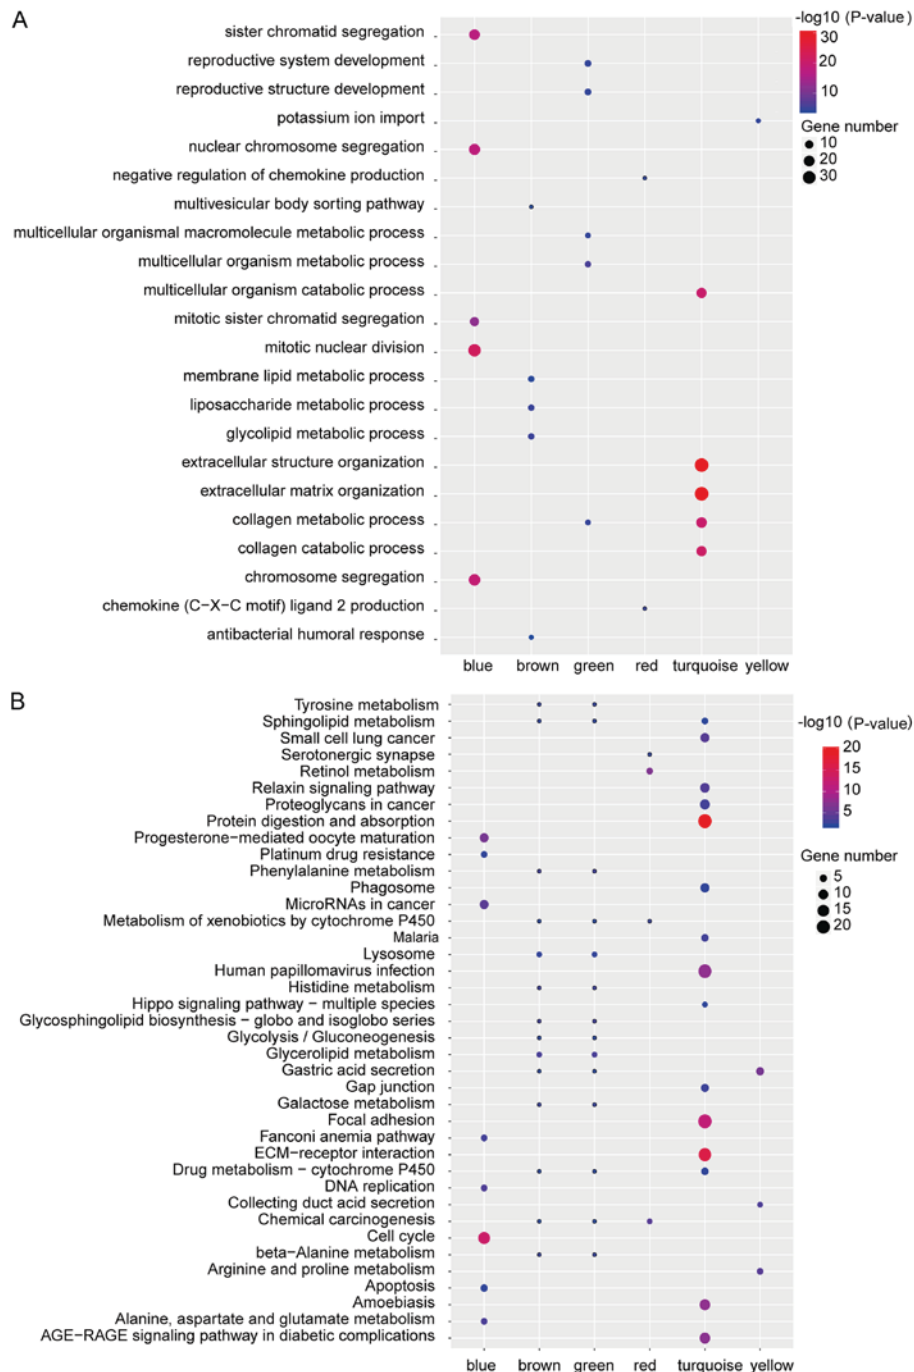 A
-log10 (P-value)
30
20
10
Gene number
10
20
30
sister chromatid segregation
reproductive system development
reproductive structure development
potassium ion import
nuclear chromosome segregation
negative regulation of chemokine production
multivesicular body sorting pathway
multicellular organismal macromolecule metabolic process
multicellular organism metabolic process
multicellular organism catabolic process
mitotic sister chromatid segregation
mitotic nuclear division
membrane lipid metabolic process
liposaccharide metabolic process
glycolipid metabolic process
extracellular structure organization
extracellular matrix organization
collagen metabolic process
collagen catabolic process
chromosome segregation
chemokine (C−X−C motif) ligand 2 production
antibacterial humoral response
blue brown green red turquoise yellow
B
-log10 (P-value)
20
15
10
5
Gene number
5
10
15
20
Tyrosine metabolism
Sphingolipid metabolism
Small cell lung cancer
Serotonergic synapse
Retinol metabolism
Relaxin signaling pathway
Proteoglycans in cancer
Protein digestion and absorption
Progesterone−mediated oocyte maturation
Platinum drug resistance
Phenylalanine metabolism
Phagosome
MicroRNAs in cancer
Metabolism of xenobiotics by cytochrome P450
Malaria
Lysosome
Human papillomavirus infection
Histidine metabolism
Hippo signaling pathway − multiple species
Glycosphingolipid biosynthesis − globo and isoglobo series
Glycolysis / Gluconeogenesis
Glycerolipid metabolism
Gastric acid secretion
Gap junction
Galactose metabolism
Focal adhesion
Fanconi anemia pathway
ECM−receptor interaction
Drug metabolism − cytochrome P450
DNA replication
Collecting duct acid secretion
Chemical carcinogenesis
Cell cycle
beta−Alanine metabolism
Arginine and proline metabolism
Apoptosis
Amoebiasis
Alanine, aspartate and glutamate metabolism
AGE−RAGE signaling pathway in diabetic complications
blue brown green red turquoise yellow